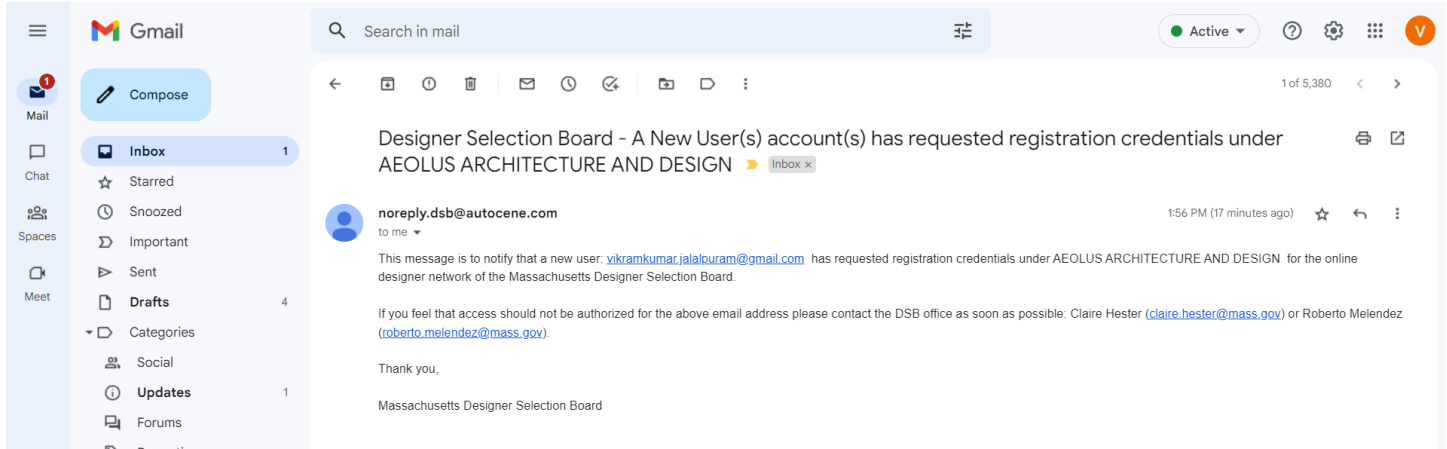 Gmail
Search in mail
Active
V
1
Mail
Chat
Spaces
Meet
Compose
Inbox 1
Starred
Snoozed
Important
Sent
Drafts 4
Categories
Social
Updates 1
Forums
1 of 5,380
Designer Selection Board - A New User(s) account(s) has requested registration credentials under
AEOLUS ARCHITECTURE AND DESIGN Inbox ×
noreply.dsb@autocene.com 1:56 PM (17 minutes ago)
to me
This message is to notify that a new user: vikramkumar.jalalpuram@gmail.com has requested registration credentials under AEOLUS ARCHITECTURE AND DESIGN for the online
designer network of the Massachusetts Designer Selection Board.
If you feel that access should not be authorized for the above email address please contact the DSB office as soon as possible: Claire Hester (claire.hester@mass.gov) or Roberto Melendez
(roberto.melendez@mass.gov).
Thank you,
Massachusetts Designer Selection Board